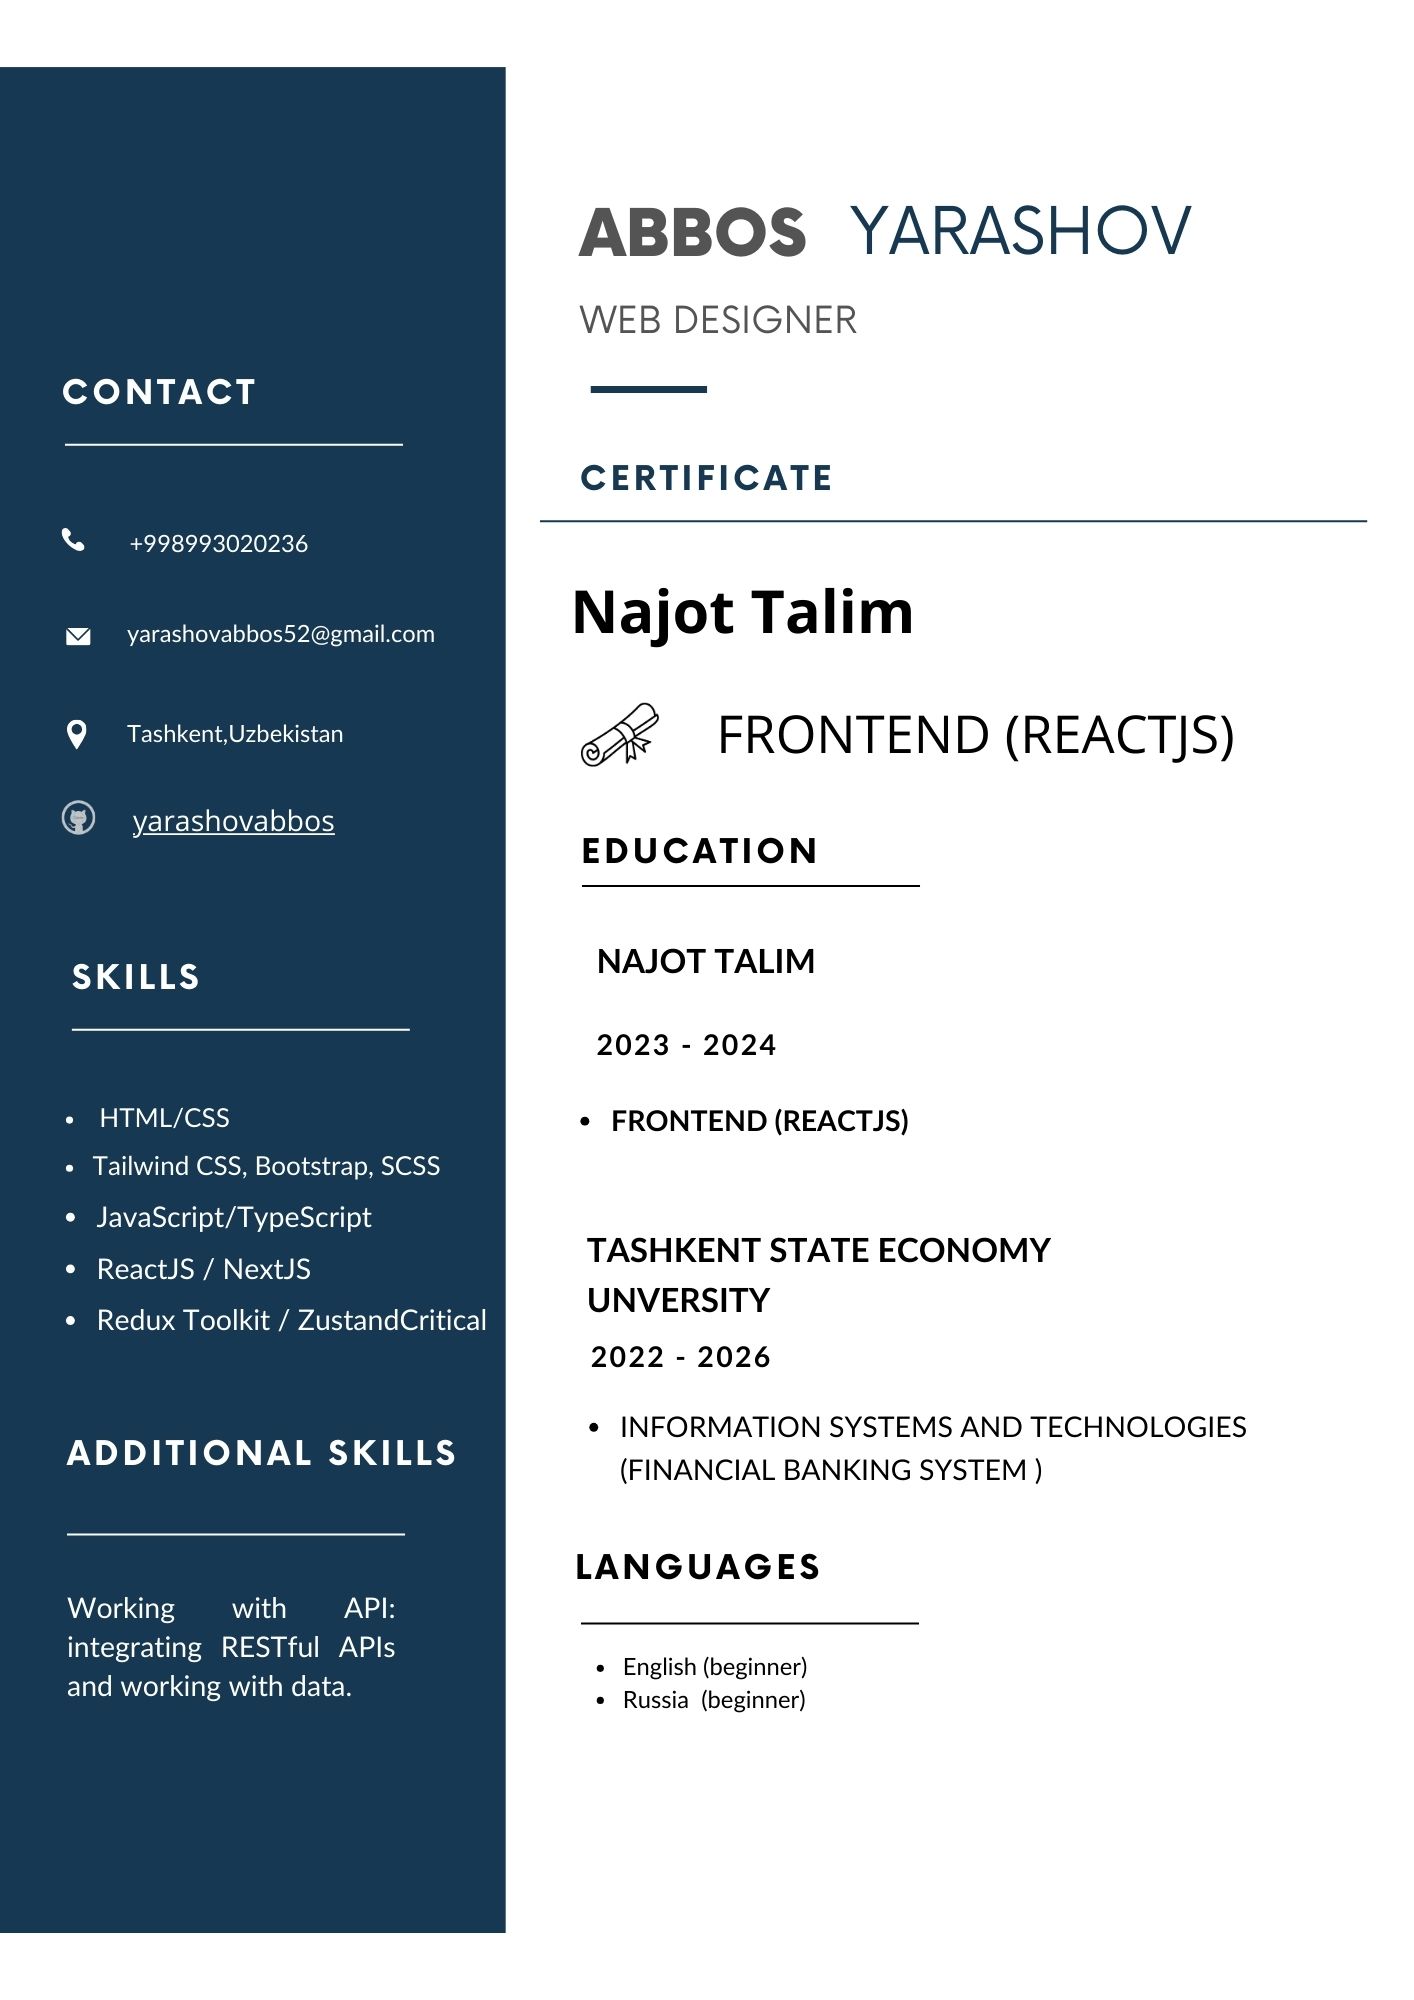 ABBOS YARASHOV
WEB DESIGNER
CONTACT
+998993020236
yarashovabbos52@gmail.com
Tashkent,Uzbekistan
yarashovabbos
SKILLS
• HTML/CSS
• Tailwind CSS, Bootstrap, SCSS
• JavaScript/TypeScript
• ReactJS / NextJS
• Redux Toolkit / ZustandCritical
ADDITIONAL SKILLS
Working with API:
integrating RESTful APIs
and working with data.
CERTIFICATE
Najot Talim
FRONTEND (REACTJS)
EDUCATION
NAJOT TALIM
2023 - 2024
• FRONTEND (REACTJS)
TASHKENT STATE ECONOMY
UNVERSITY
2022 - 2026
• INFORMATION SYSTEMS AND TECHNOLOGIES
(FINANCIAL BANKING SYSTEM )
LANGUAGES
• English (beginner)
• Russia (beginner)